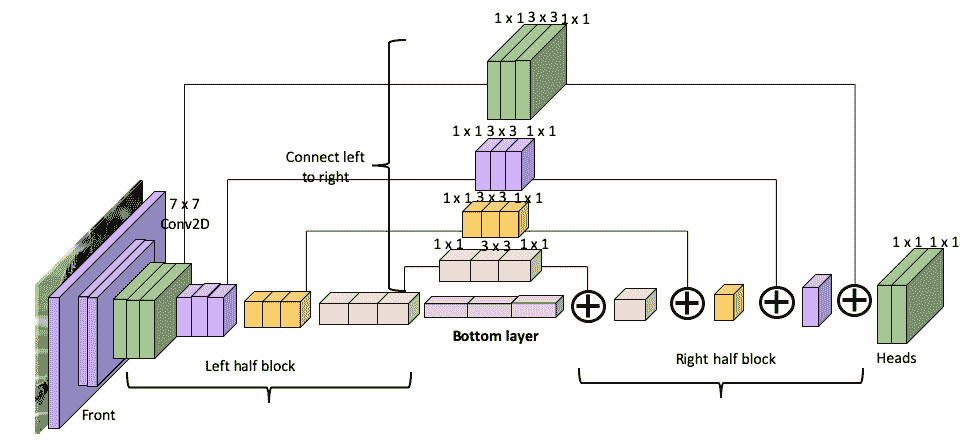 1 x 1 3 x 3 1 x 1
1 x 1 3 x 3 1 x 1
Connect left
to right
1 x 1 3 x 3 1 x 1
7 x 7
Conv2D
1 x 1 3 x 3 1 x 1
1 x 1 1 x 1
Bottom layer
Left half block
Right half block
Heads
Front